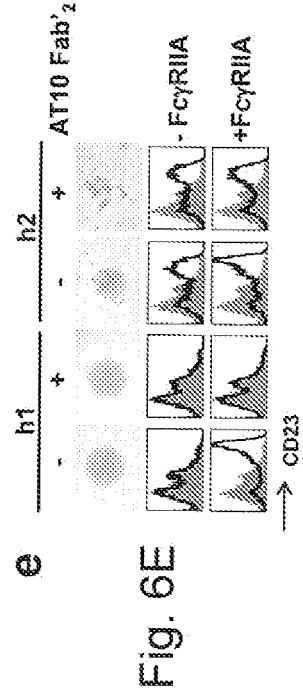 e
h1 h2
- + - + AT10 Fab'₂
- FcγRIIA
+FcγRIIA
CD23
Fig. 6E